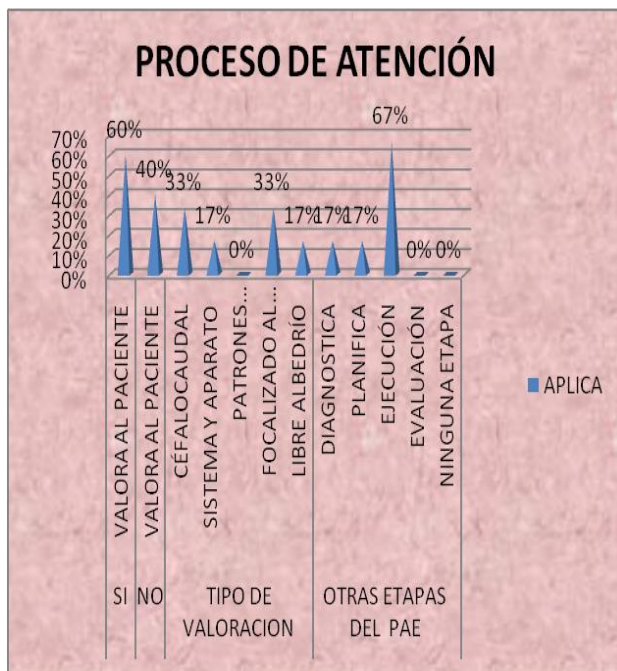 PROCESO DE ATENCIÓN
70%
60%
50%
40%
30%
20%
10%
0%
60%
40%
33%
17%
0%
33%
17%
17%
17%
67%
0%
0%
VALORA AL PACIENTE
VALORA AL PACIENTE
CÉFALOCAUDAL
SISTEMA Y APARATO
PATRONES…
FOCALIZADO AL…
LIBRE ALBEDRÍO
DIAGNOSTICA
PLANIFICA
EJECUCIÓN
EVALUACIÓN
NINGUNA ETAPA
SI
NO
TIPO DE
VALORACION
OTRAS ETAPAS
DEL PAE
APLICA